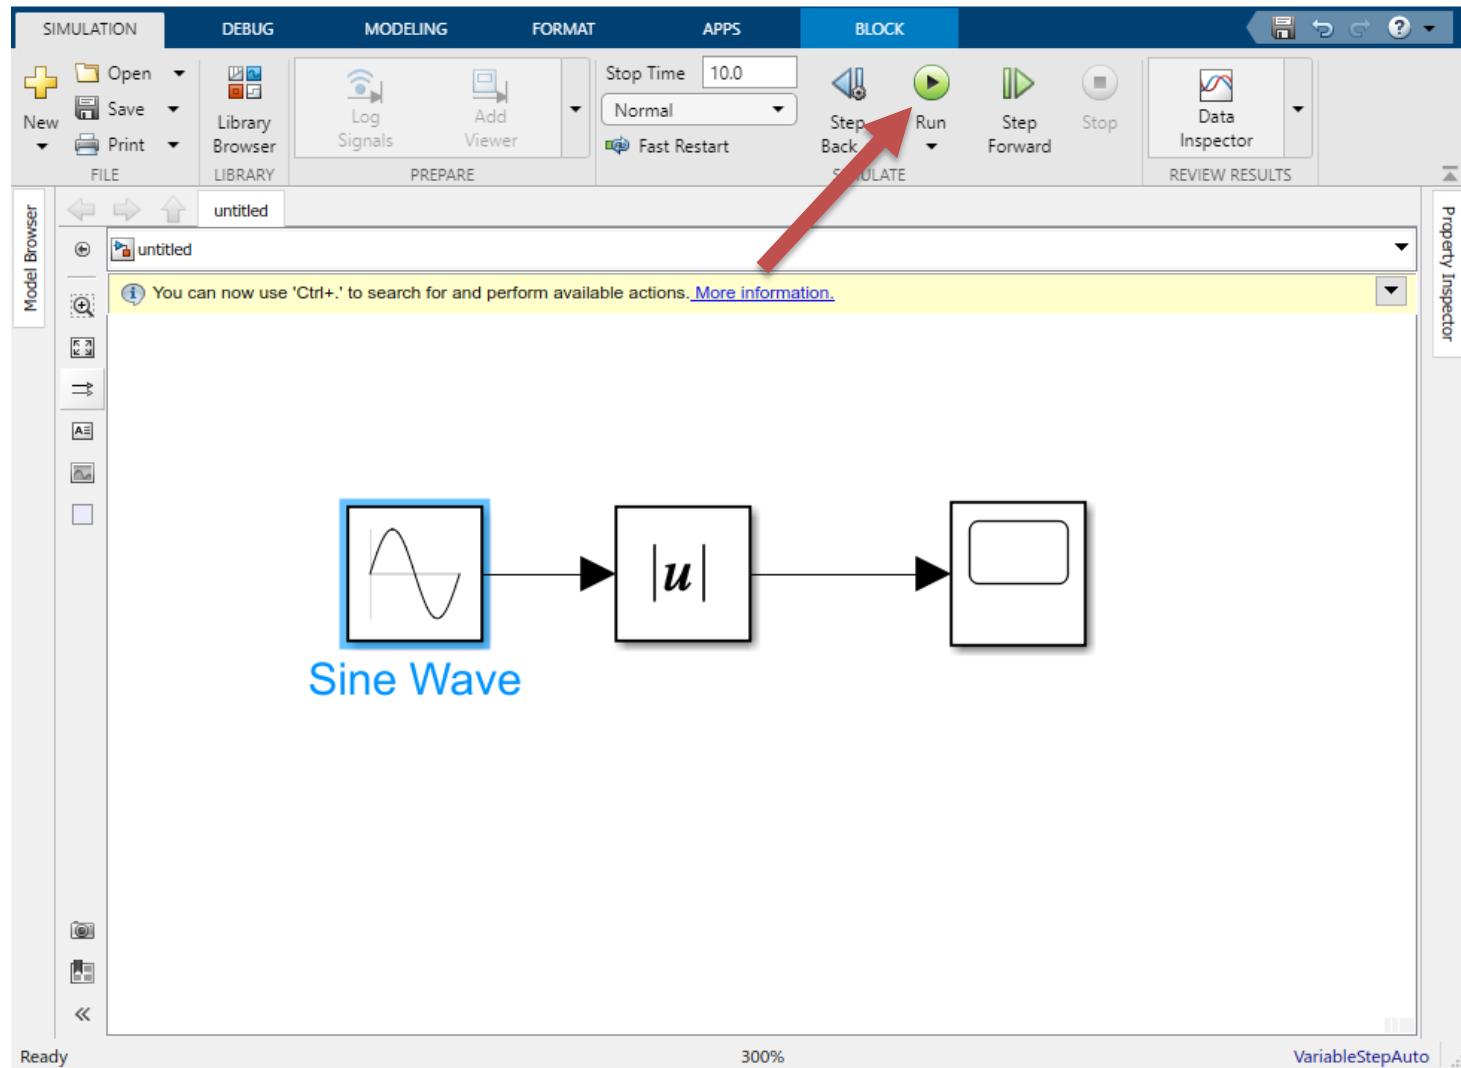 SIMULATION DEBUG MODELING FORMAT APPS BLOCK
New
Open
Save
Print
FILE
Library
Browser
LIBRARY
Log
Signals
Add
Viewer
PREPARE
Stop Time 10.0
Normal
Fast Restart
Step
Back
Run
Step
Forward
Stop
SIMULATE
Data
Inspector
REVIEW RESULTS
Model Browser
untitled
untitled
You can now use 'Ctrl+.' to search for and perform available actions. More information.
Property Inspector
|u|
Sine Wave
Ready 300% VariableStepAuto